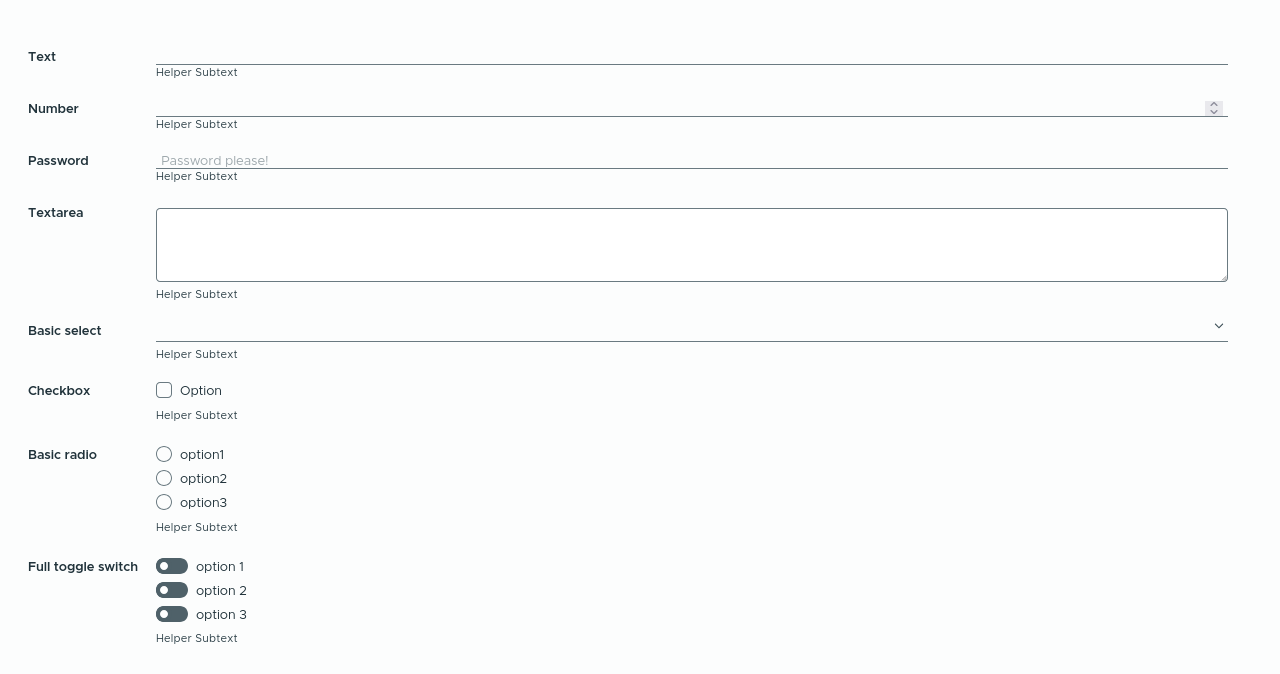 Text
Helper Subtext
Number
Helper Subtext
Password Password please!
Helper Subtext
Textarea
Helper Subtext
Basic select
Helper Subtext
Checkbox Option
Helper Subtext
Basic radio option1
option2
option3
Helper Subtext
Full toggle switch option 1
option 2
option 3
Helper Subtext